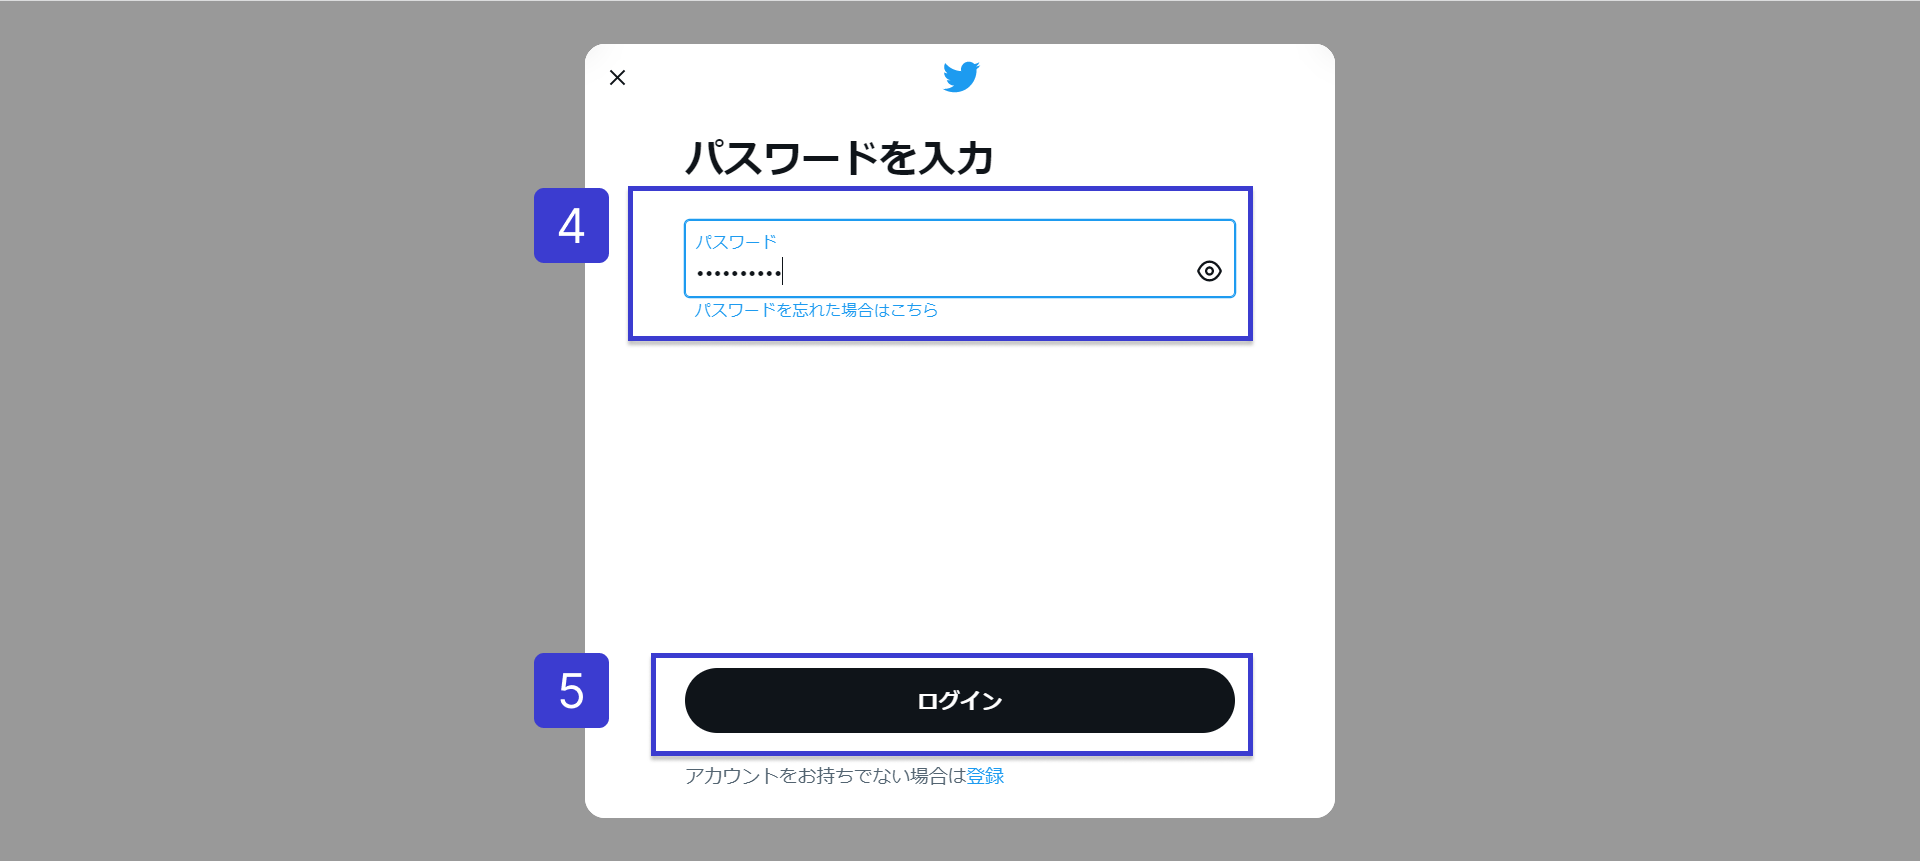 パスワードを入力
4
パスワード
••••••••••
パスワードを忘れた場合はこちら
5
ログイン
アカウントをお持ちでない場合は登録